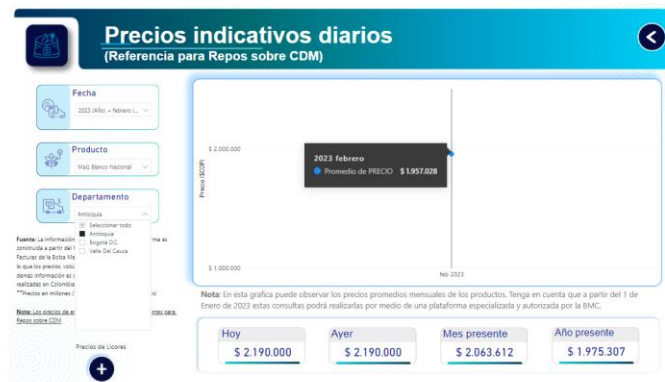 Precios indicativos diarios
(Referencia para Repos sobre CDM)
Fecha
2023 (Año) + febrero (...
Producto
Maíz Blanco Nacional
Departamento
Antioquia
Seleccionar todo
Antioquia
Bogotá D.C
Valle Del Cauca
Fuente: La información
construida a partir del
Facturas de la Bolsa Me
lo que los precios, volú
demás información es
realizadas en Colombia
**Precios en millones (
Nota: Los precios de
Repos sobre CDM
Precios de Licores
Precio ($COP)
$ 2.000.000
$ 1.000.000
2023 febrero
Promedio de PRECIO $ 1.957.028
feb 2023
Nota: En esta grafica puede observar los precios promedios mensuales de los productos. Tenga en cuenta que a partir del 1 de
Enero de 2023 estas consultas podrá realizarlas por medio de una plataforma especializada y autorizada por la BMC.
Hoy
$ 2.190.000
Ayer
$ 2.190.000
Mes presente
$ 2.063.612
Año presente
$ 1.975.307